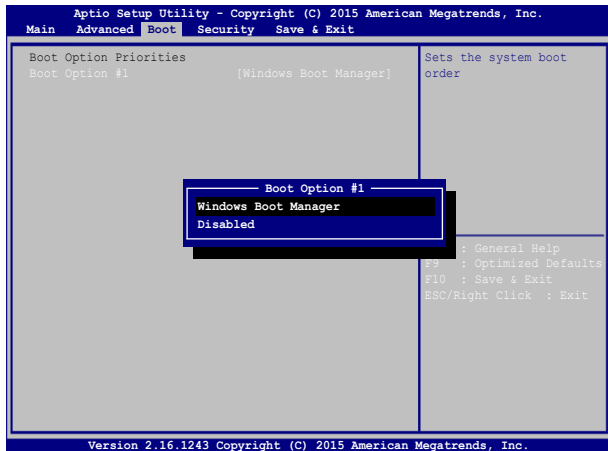 Aptio Setup Utility - Copyright (C) 2015 American Megatrends, Inc.
Main Advanced Boot Security Save & Exit
Boot Option Priorities
Boot Option #1 [Windows Boot Manager]
Sets the system boot
order
Boot Option #1
Windows Boot Manager
Disabled
: General Help
F9 : Optimized Defaults
F10 : Save & Exit
ESC/Right Click : Exit
Version 2.16.1243 Copyright (C) 2015 American Megatrends, Inc.